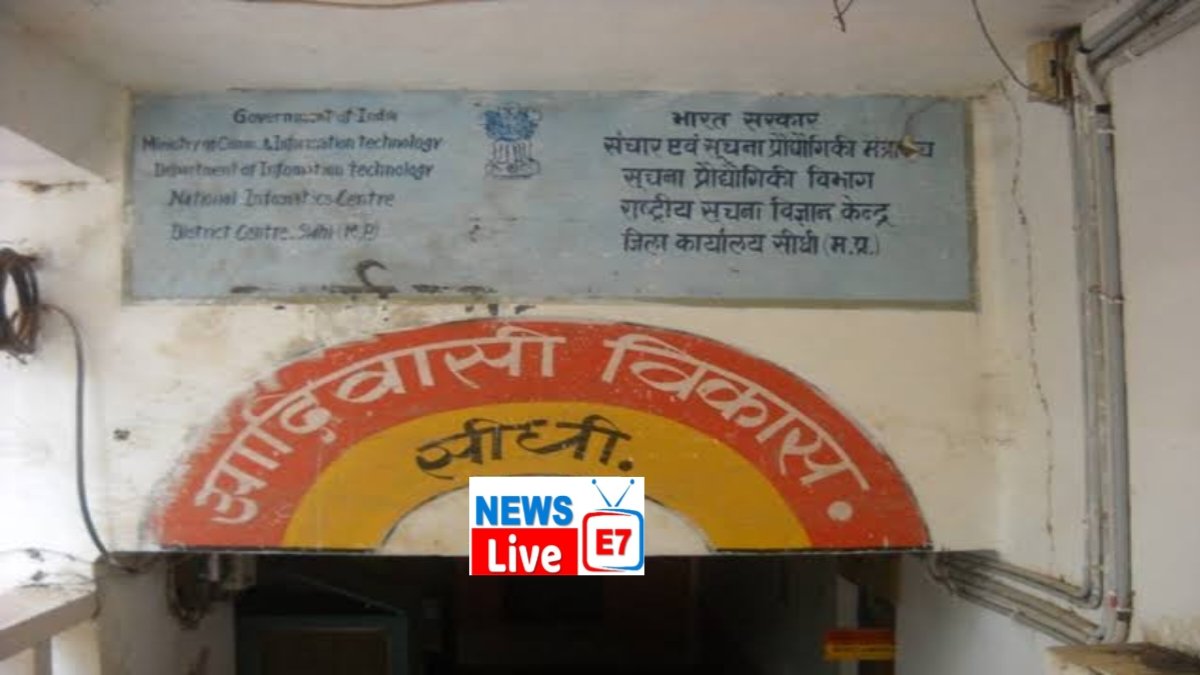 Government of India
Ministry of Comm. & Information Technology
Department of Information Technology
National Informatics Centre
District Centre, Sidhi (M.P)
भारत सरकार
संचार एवं सूचना प्रौद्यौगिकी मंत्रालय
सूचना प्रौद्यौगिकी विभाग
राष्ट्रीय सूचना विज्ञान केन्द्र
जिला कार्यालय सीधी (म.प्र.)
आदिवासी विकास.
सीधी.
NEWS
Live
E7